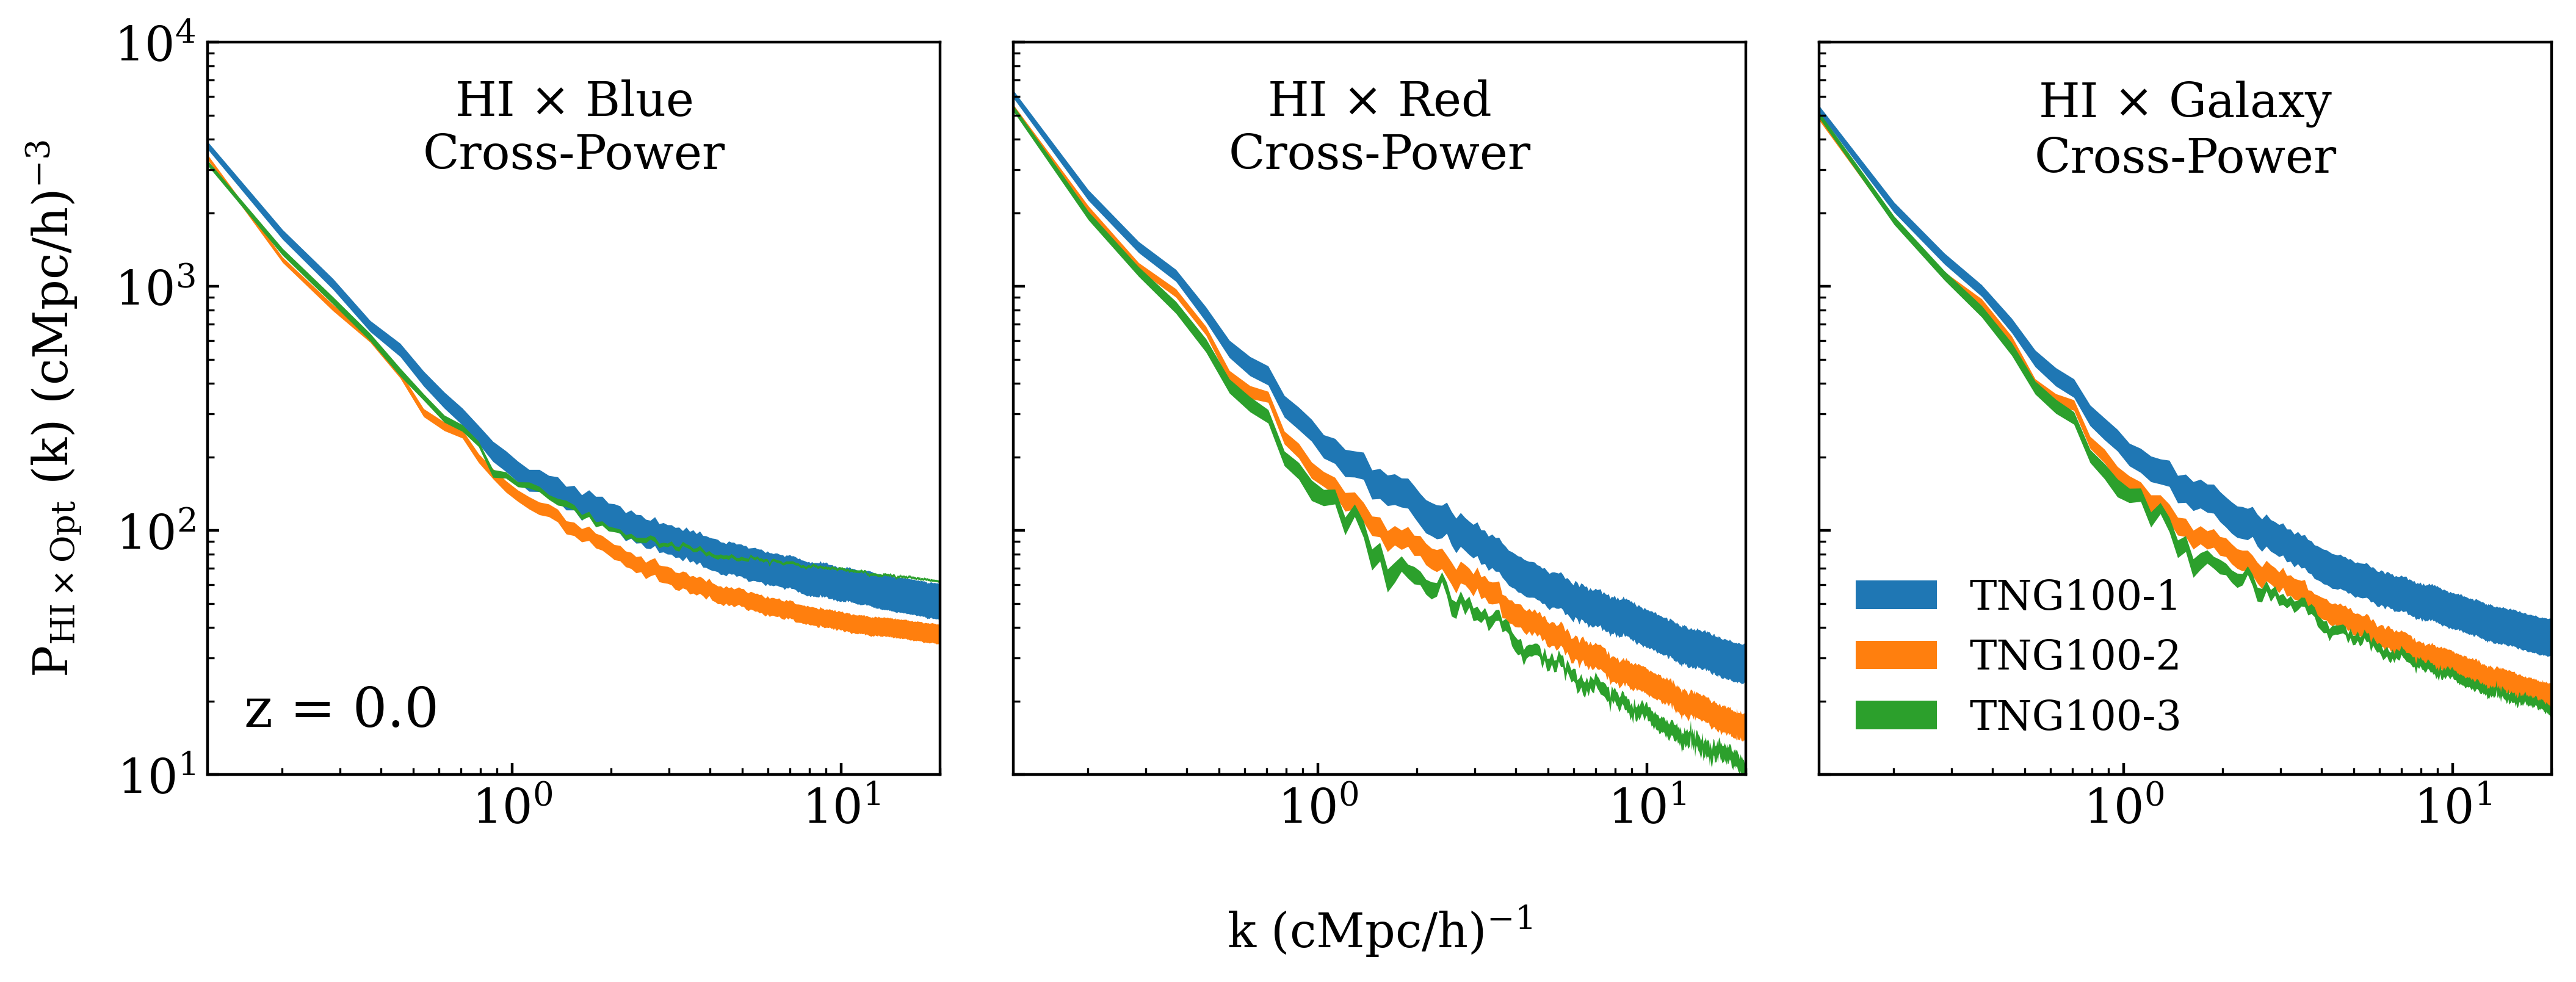 P_{HI × Opt} (k) (cMpc/h)^{−3}
10^4
10^3
10^2
10^1
HI × Blue
Cross-Power
z = 0.0
10^0
10^1
HI × Red
Cross-Power
10^0
10^1
HI × Galaxy
Cross-Power
TNG100-1
TNG100-2
TNG100-3
10^0
10^1
k (cMpc/h)^{−1}